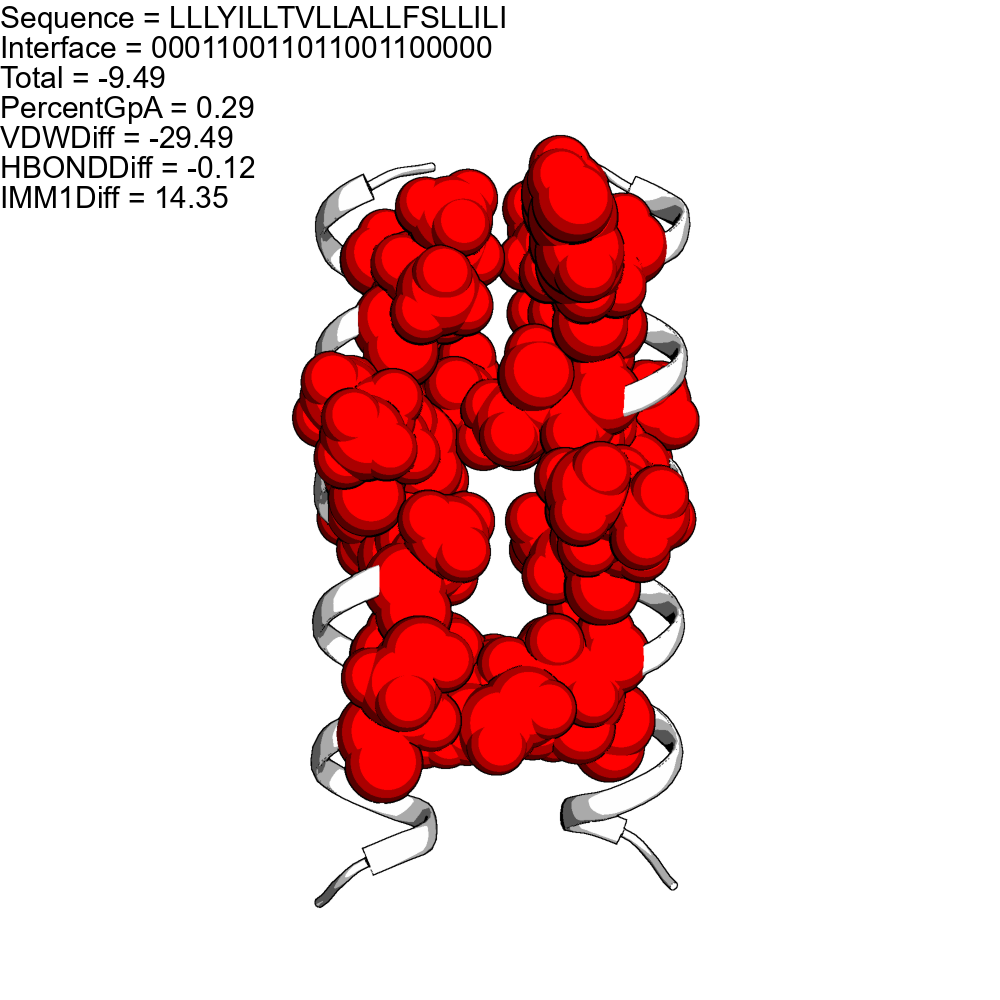 Sequence = LLLYILLTVLLALLFSLLILI
Interface = 000110011011001100000
Total = -9.49
PercentGpA = 0.29
VDWDiff = -29.49
HBONDDiff = -0.12
IMM1Diff = 14.35